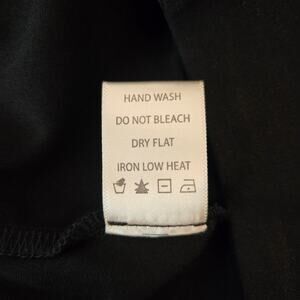 HAND WASH
DO NOT BLEACH
DRY FLAT
IRON LOW HEAT